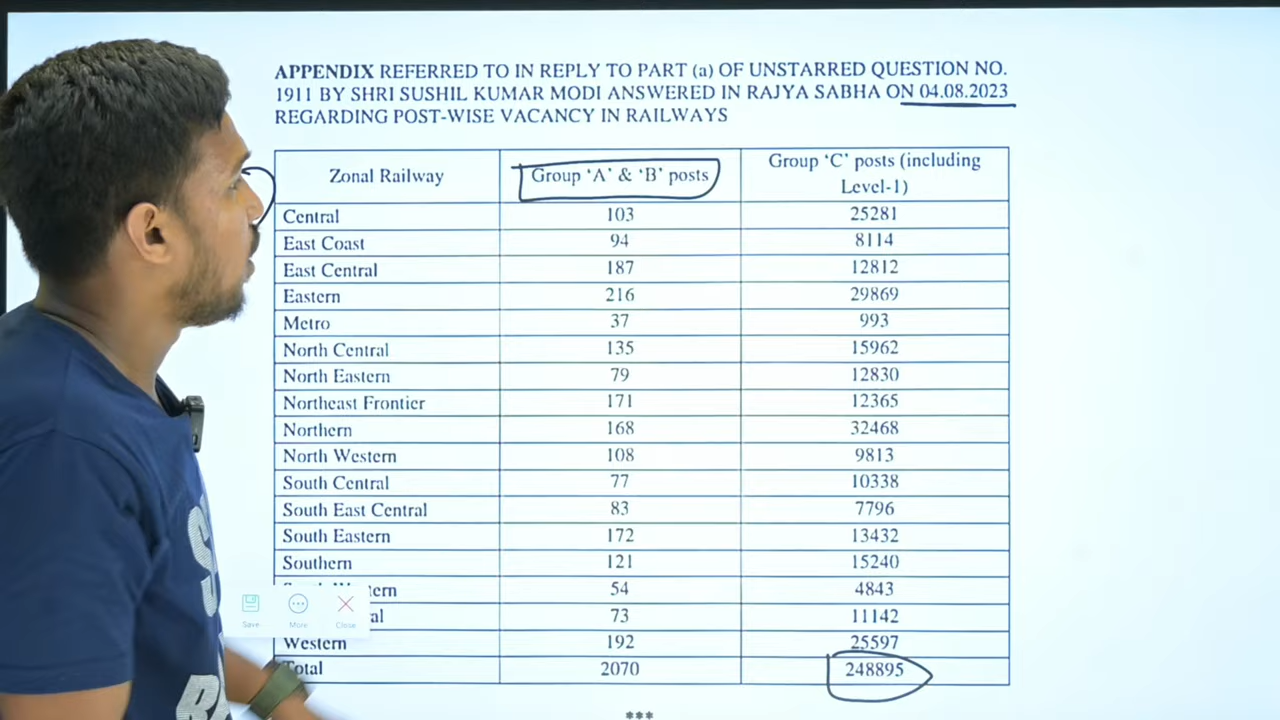 APPENDIX REFERRED TO IN REPLY TO PART (a) OF UNSTARRED QUESTION NO.
1911 BY SHRI SUSHIL KUMAR MODI ANSWERED IN RAJYA SABHA ON 04.08.2023
REGARDING POST-WISE VACANCY IN RAILWAYS
Zonal Railway Group ‘A’ & ‘B’ posts Group ‘C’ posts (including
Level-1)
Central 103 25281
East Coast 94 8114
East Central 187 12812
Eastern 216 29869
Metro 37 993
North Central 135 15962
North Eastern 79 12830
Northeast Frontier 171 12365
Northern 168 32468
North Western 108 9813
South Central 77 10338
South East Central 83 7796
South Eastern 172 13432
Southern 121 15240
54 4843
73 11142
Western 192 25597
Total 2070 248895
***
Save More Close